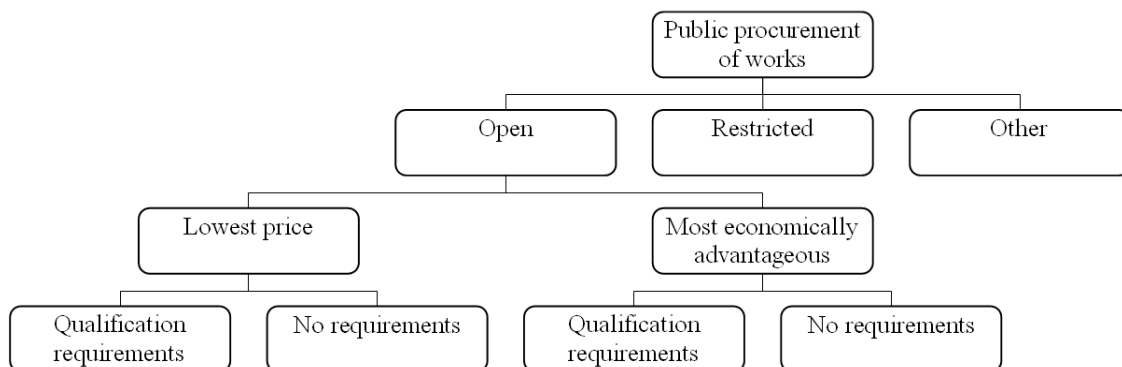 Public procurement
of works
Open
Restricted
Other
Lowest price
Most economically
advantageous
Qualification
requirements
No requirements
Qualification
requirements
No requirements